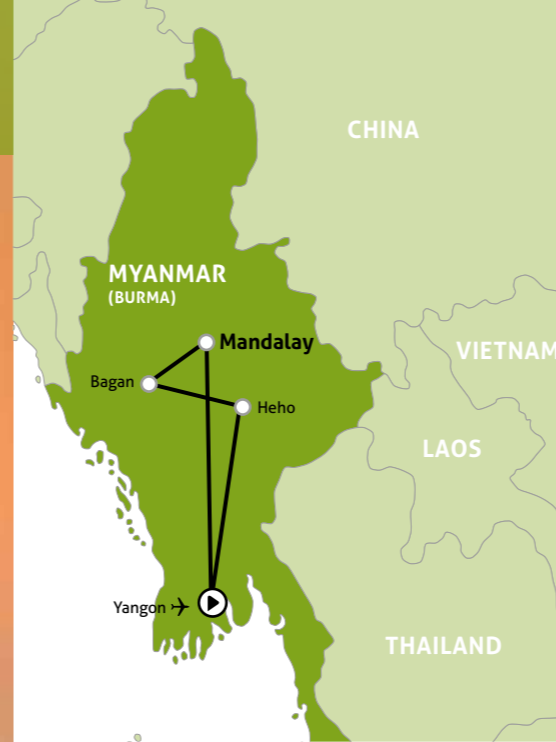 CHINA
MYANMAR
(BURMA)
Mandalay
VIETNAM
Bagan
Heho
LAOS
Yangon
THAILAND